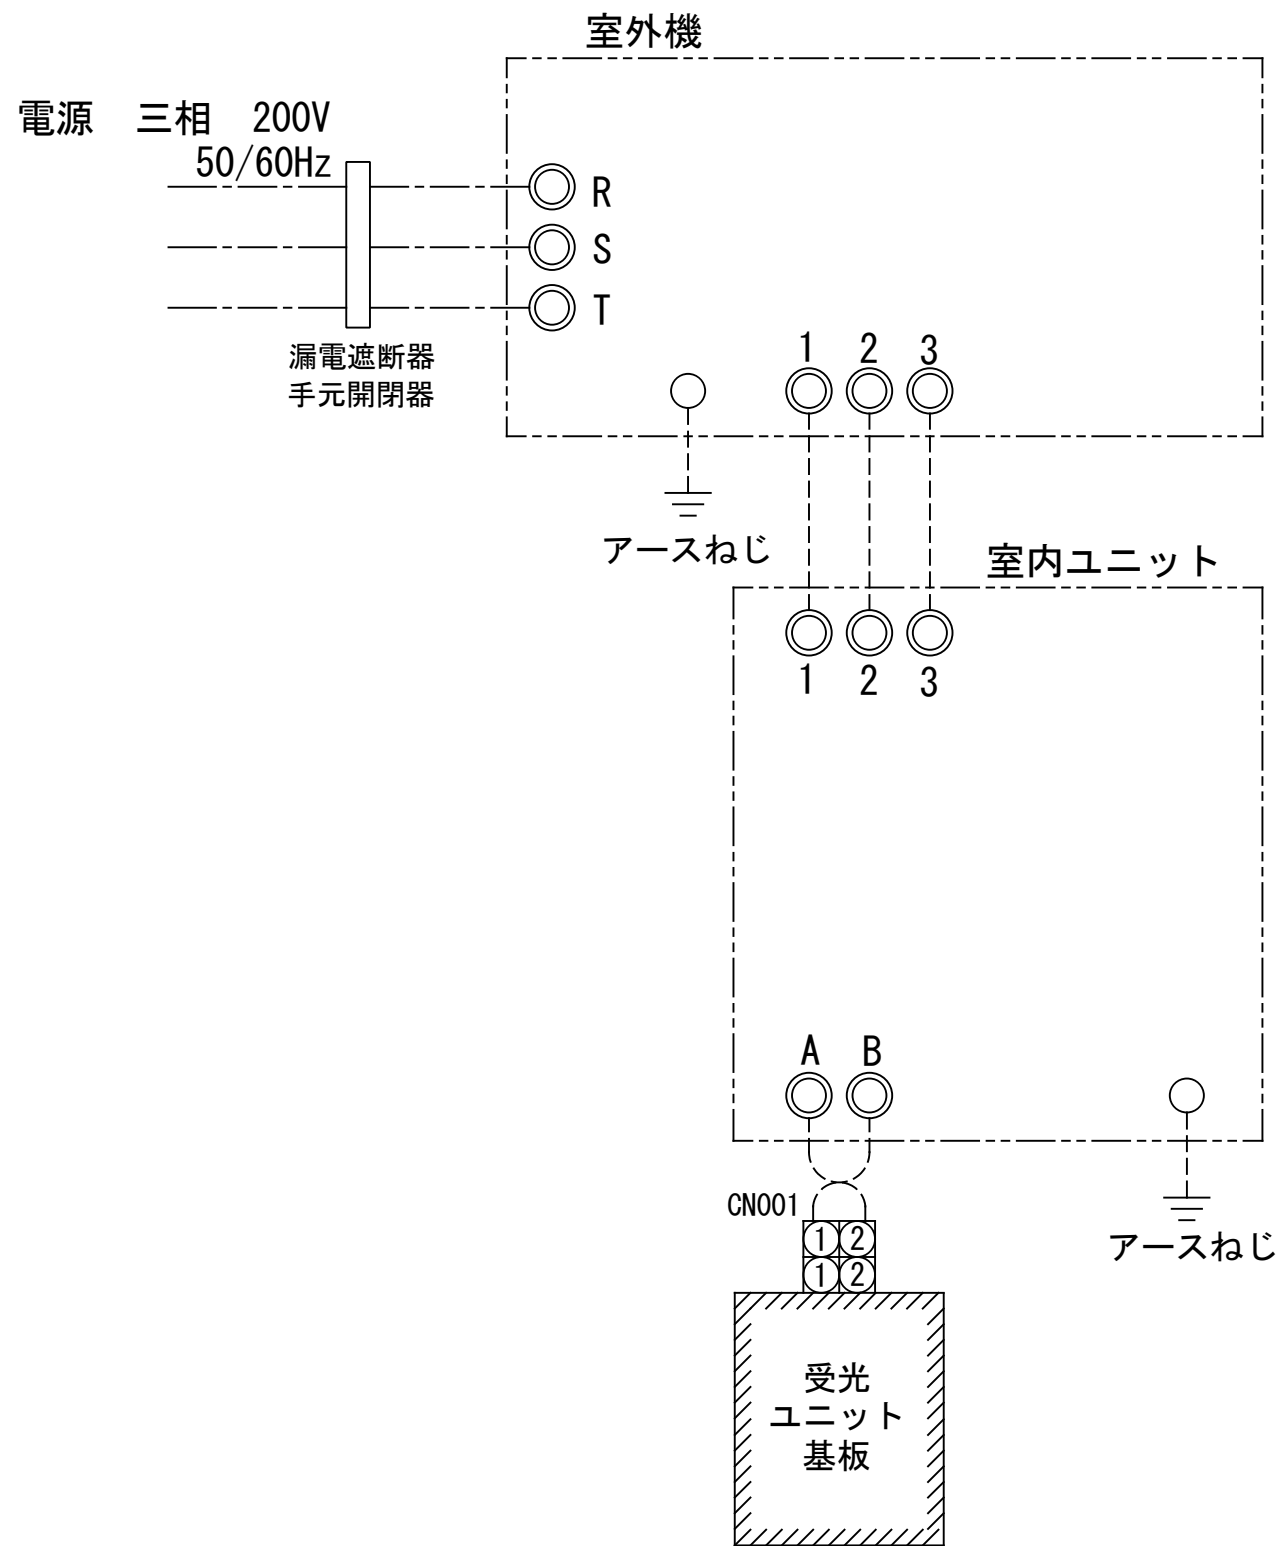 室外機
電源 三相 200V
50/60Hz
R
S
T
漏電遮断器
手元開閉器
1 2 3
アースねじ
室内ユニット
1 2 3
A B
CN001
1 2
1 2
アースねじ
受光
ユニット
基板